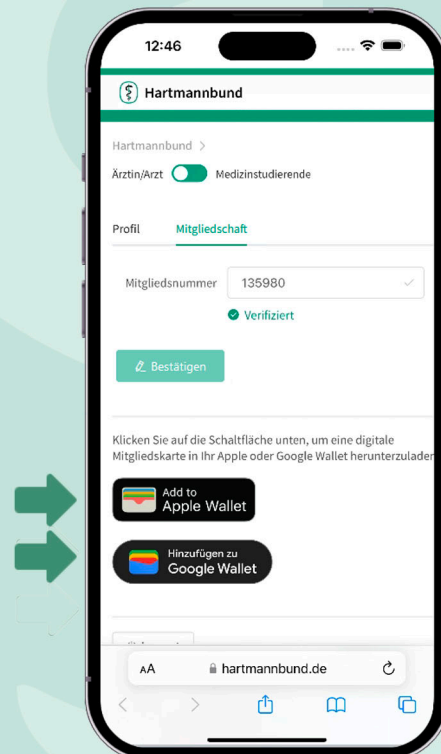 12:46
Hartmannbund
Hartmannbund >
Ärztin/Arzt Medizinstudierende
Profil Mitgliedschaft
Mitgliedsnummer 135980
Verifiziert
Bestätigen
Klicken Sie auf die Schaltfläche unten, um eine digitale
Mitgliedskarte in Ihr Apple oder Google Wallet herunterzuladen
Add to
Apple Wallet
Hinzufügen zu
Google Wallet
AA hartmannbund.de